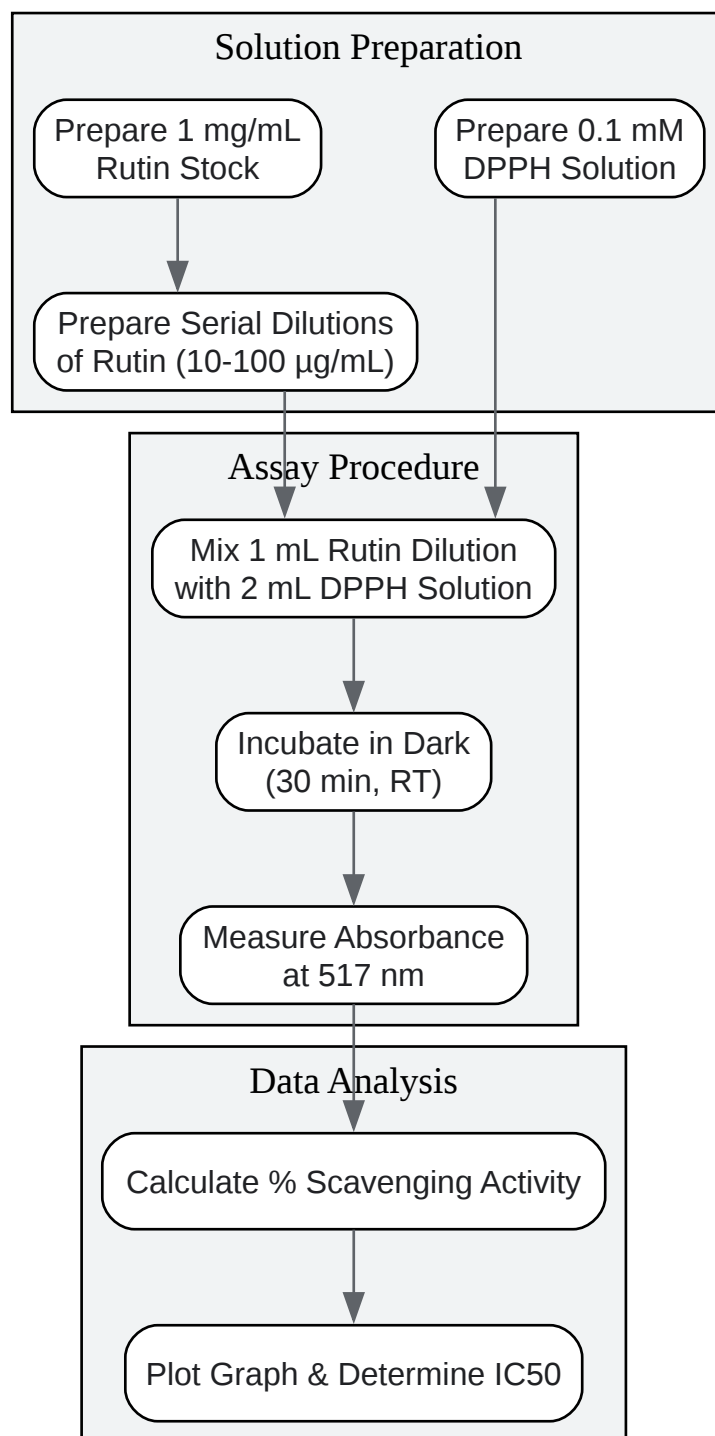 Solution Preparation
Prepare 1 mg/mL
Rutin Stock
Prepare 0.1 mM
DPPH Solution
Prepare Serial Dilutions
of Rutin (10-100 µg/mL)
Assay Procedure
Mix 1 mL Rutin Dilution
with 2 mL DPPH Solution
Incubate in Dark
(30 min, RT)
Measure Absorbance
at 517 nm
Data Analysis
Calculate % Scavenging Activity
Plot Graph & Determine IC50